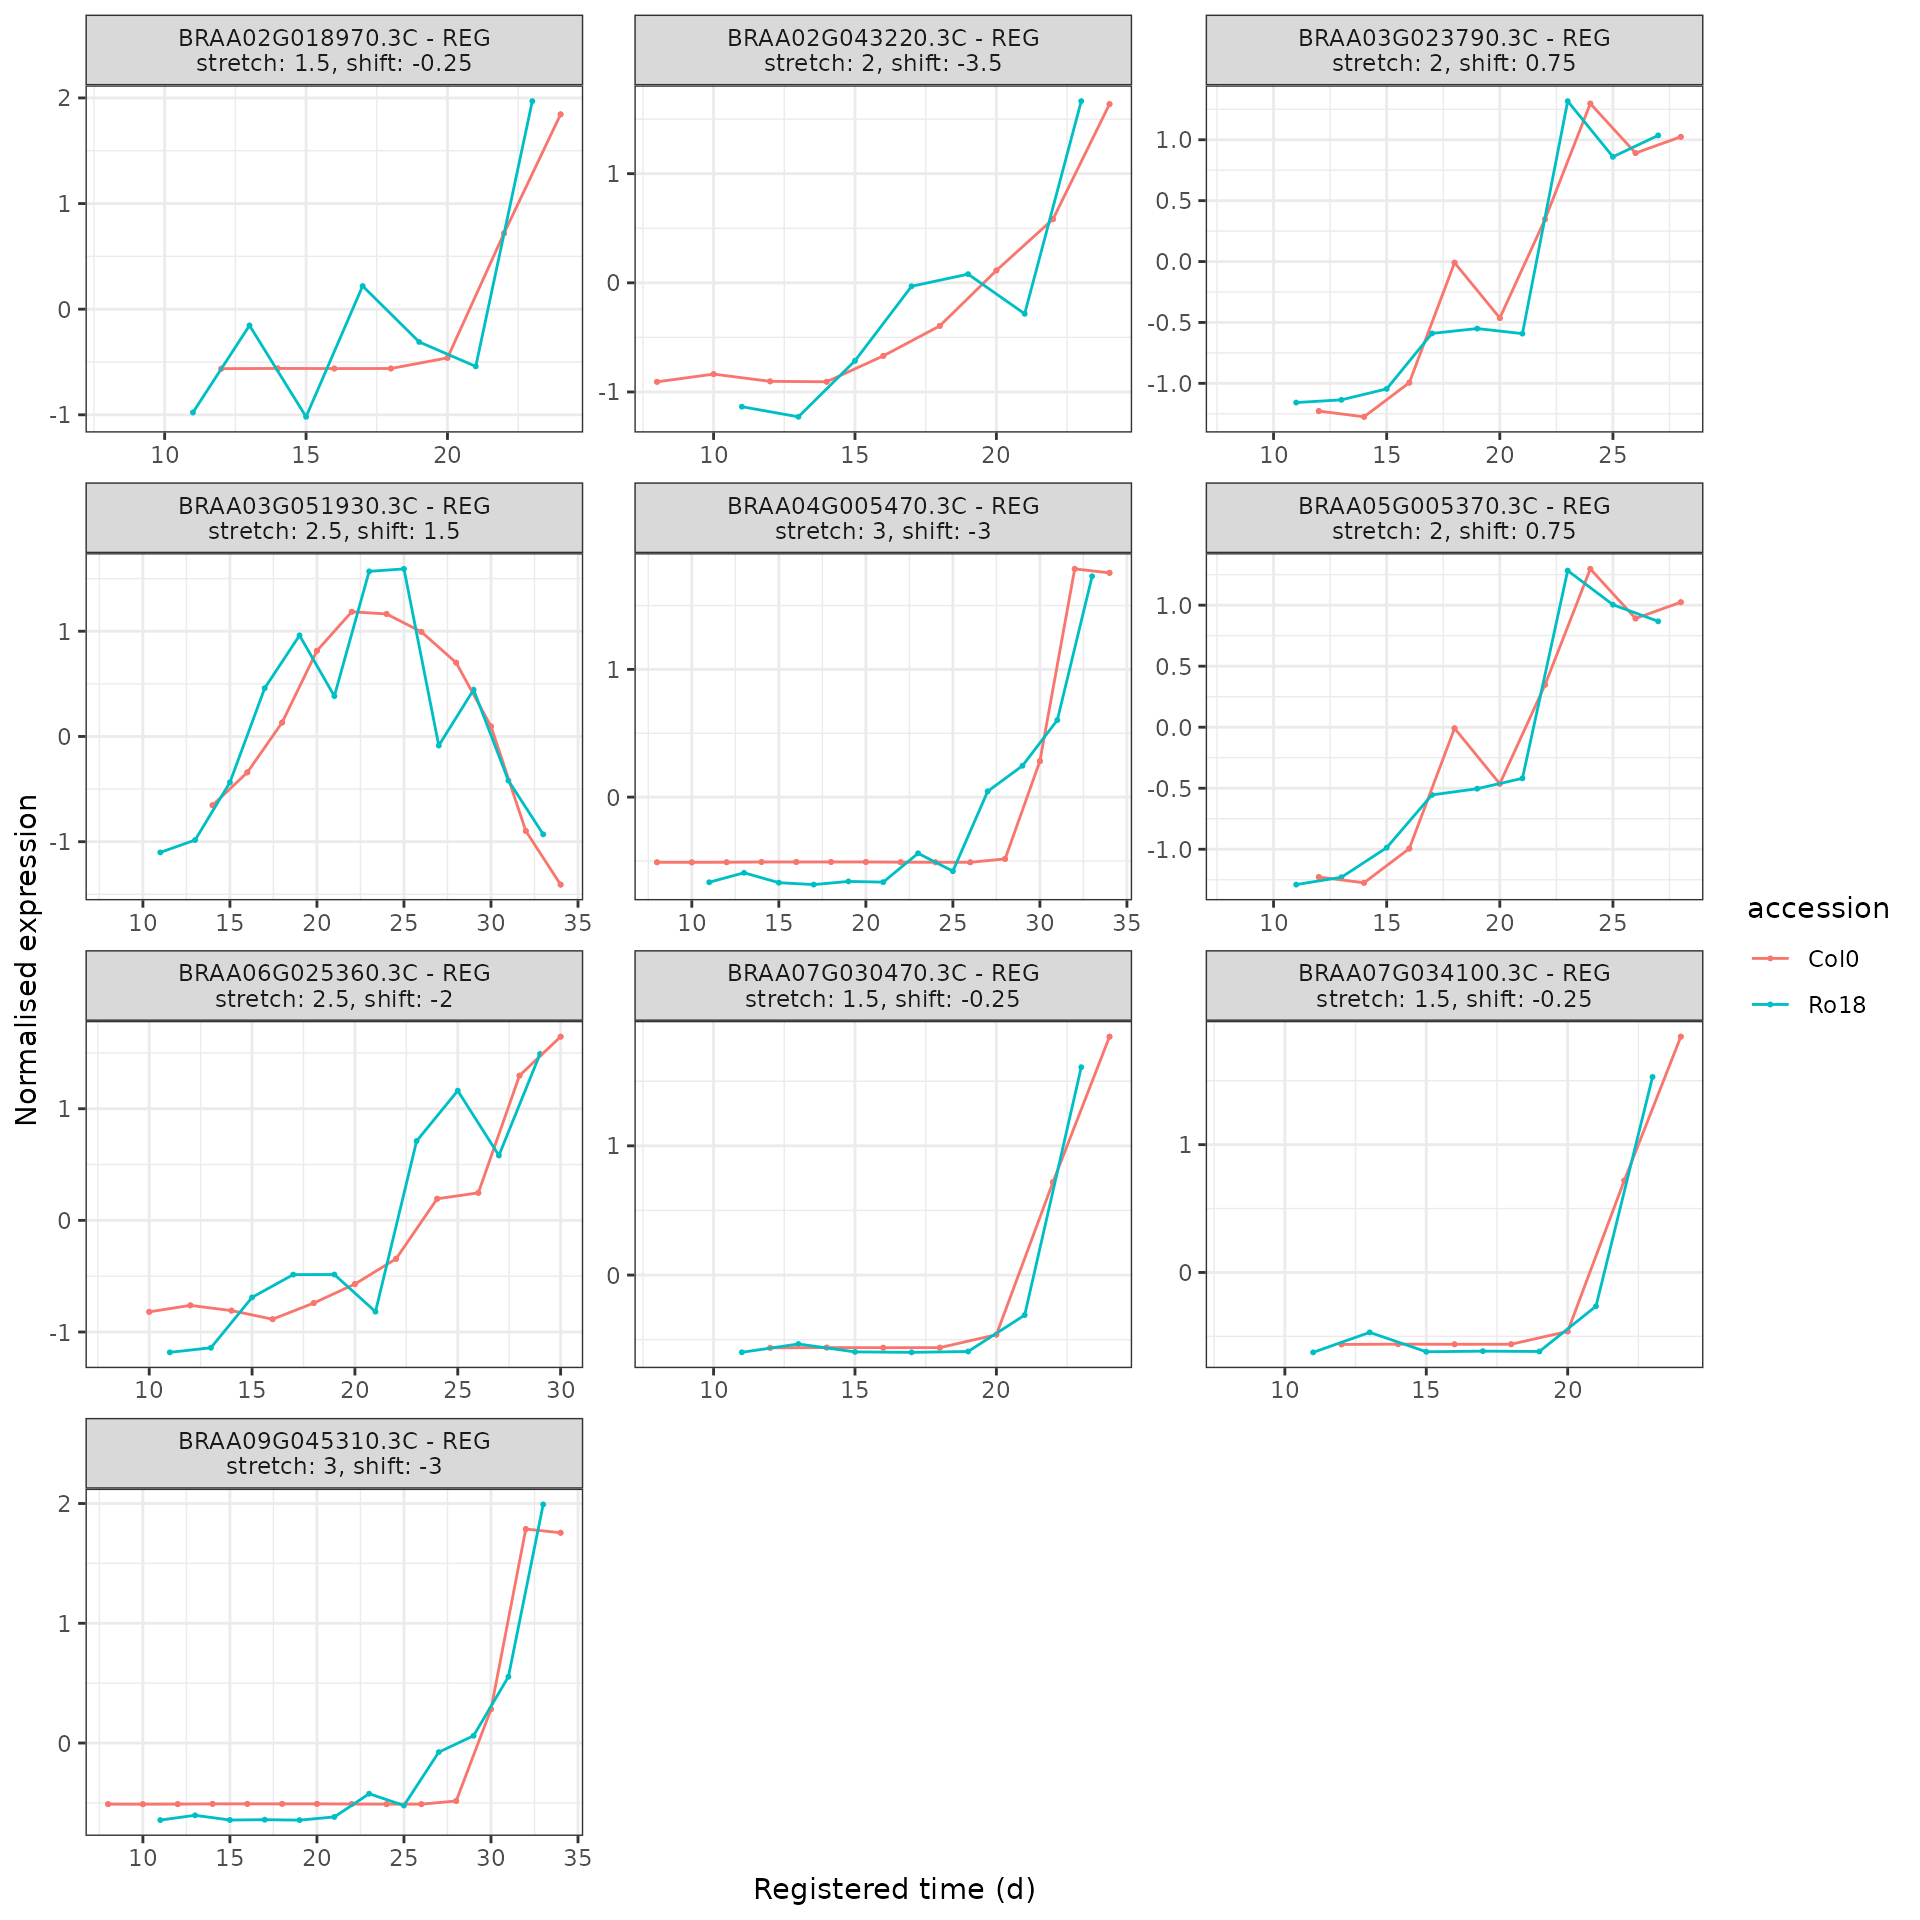 BRAA02G018970.3C - REG
stretch: 1.5, shift: -0.25
BRAA02G043220.3C - REG
stretch: 2, shift: -3.5
BRAA03G023790.3C - REG
stretch: 2, shift: 0.75
2
1
0
-1
10 15 20
1
0
-1
10 15 20
1.0
0.5
0.0
-0.5
-1.0
10 15 20 25
BRAA03G051930.3C - REG
stretch: 2.5, shift: 1.5
BRAA04G005470.3C - REG
stretch: 3, shift: -3
BRAA05G005370.3C - REG
stretch: 2, shift: 0.75
1
0
-1
10 15 20 25 30 35
1
0
10 15 20 25 30 35
1.0
0.5
0.0
-0.5
-1.0
10 15 20 25
BRAA06G025360.3C - REG
stretch: 2.5, shift: -2
BRAA07G030470.3C - REG
stretch: 1.5, shift: -0.25
BRAA07G034100.3C - REG
stretch: 1.5, shift: -0.25
1
0
-1
10 15 20 25 30
1
0
10 15 20
1
0
10 15 20
BRAA09G045310.3C - REG
stretch: 3, shift: -3
2
1
0
10 15 20 25 30 35
Normalised expression
Registered time (d)
accession
Col0
Ro18